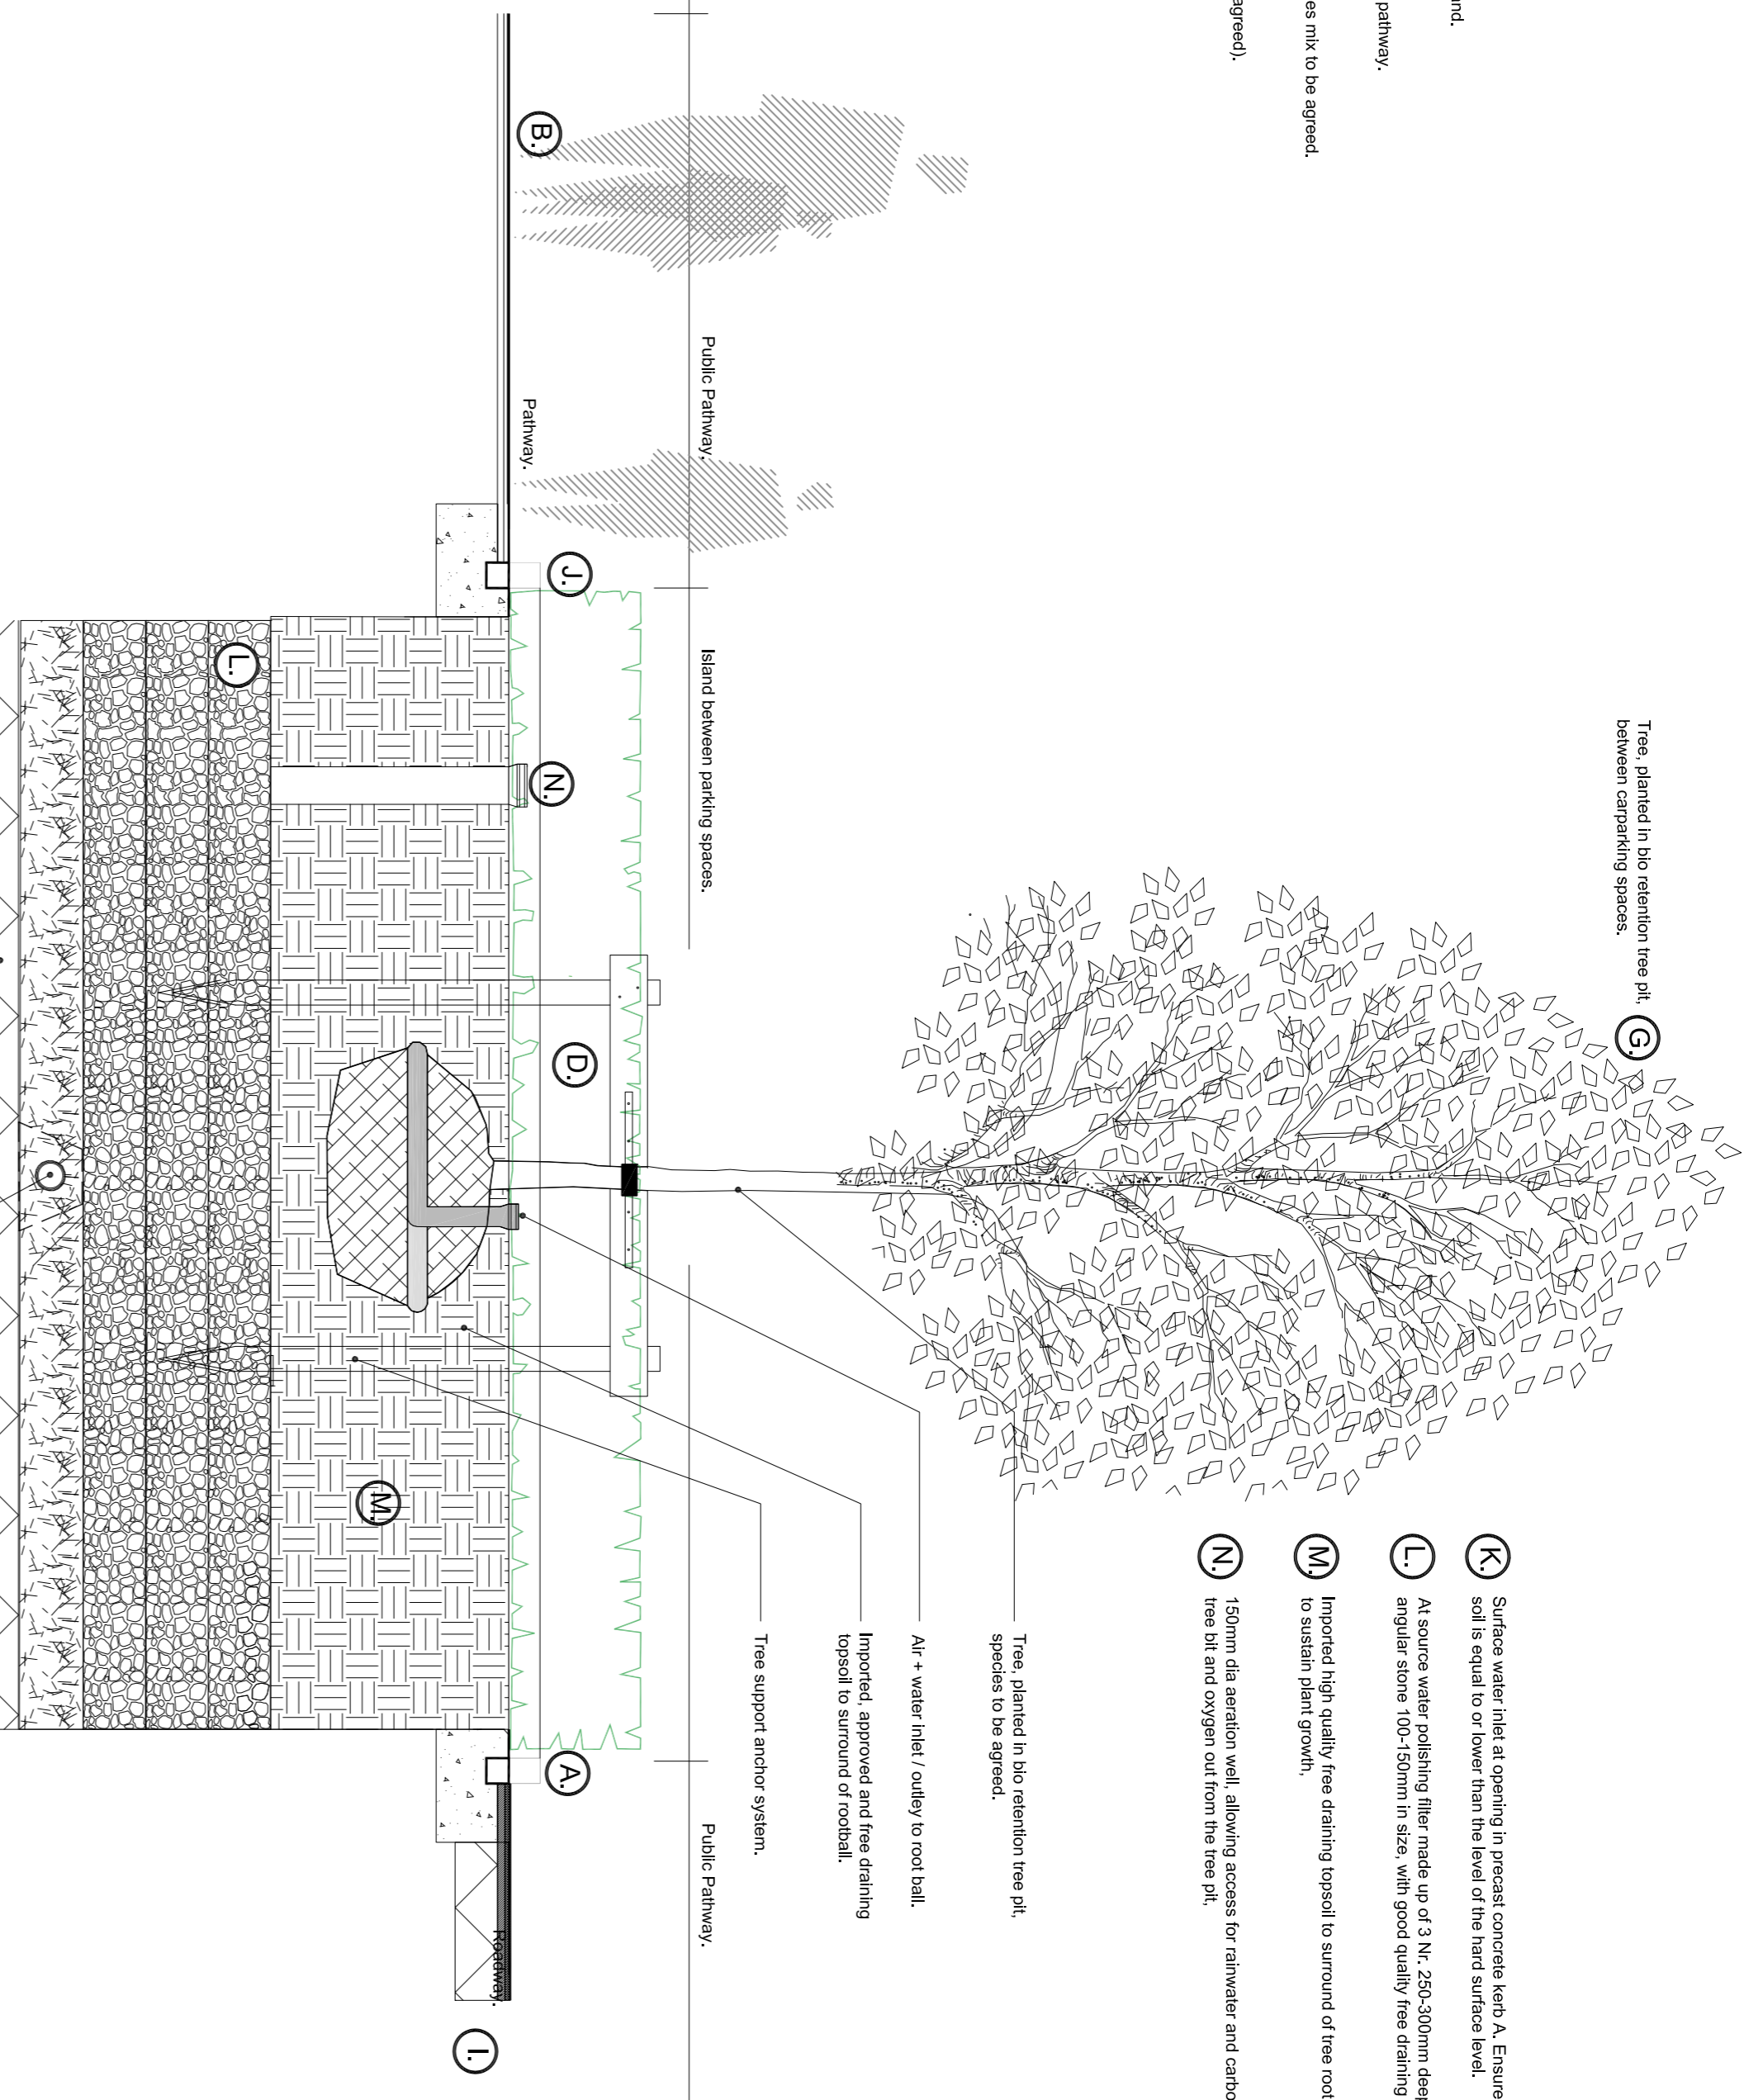 Tree, planted in bio retention tree pit,
between carparking spaces.
G.
nd.
pathway.
es mix to be agreed.
agreed).
K.
Surface water inlet at opening in precast concrete kerb A. Ensure
soil is equal to or lower than the level of the hard surface level.
L.
At source water polishing filter made up of 3 Nr. 250-300mm deep
angular stone 100-150mm in size, with good quality free draining
M.
Imported high quality free draining topsoil to surround of tree root
to sustain plant growth,
N.
150mm dia aeration well, allowing access for rainwater and carbo
tree bit and oxygen out from the tree pit,
Tree, planted in bio retention tree pit,
species to be agreed.
Air + water inlet / outley to root ball.
Imported, approved and free draining
topsoil to surround of rootball.
Tree support anchor system.
Public Pathway.
Island between parking spaces.
Public Pathway.
B.
Pathway.
J.
N.
D.
A.
Roadway.
I.
M.
L.